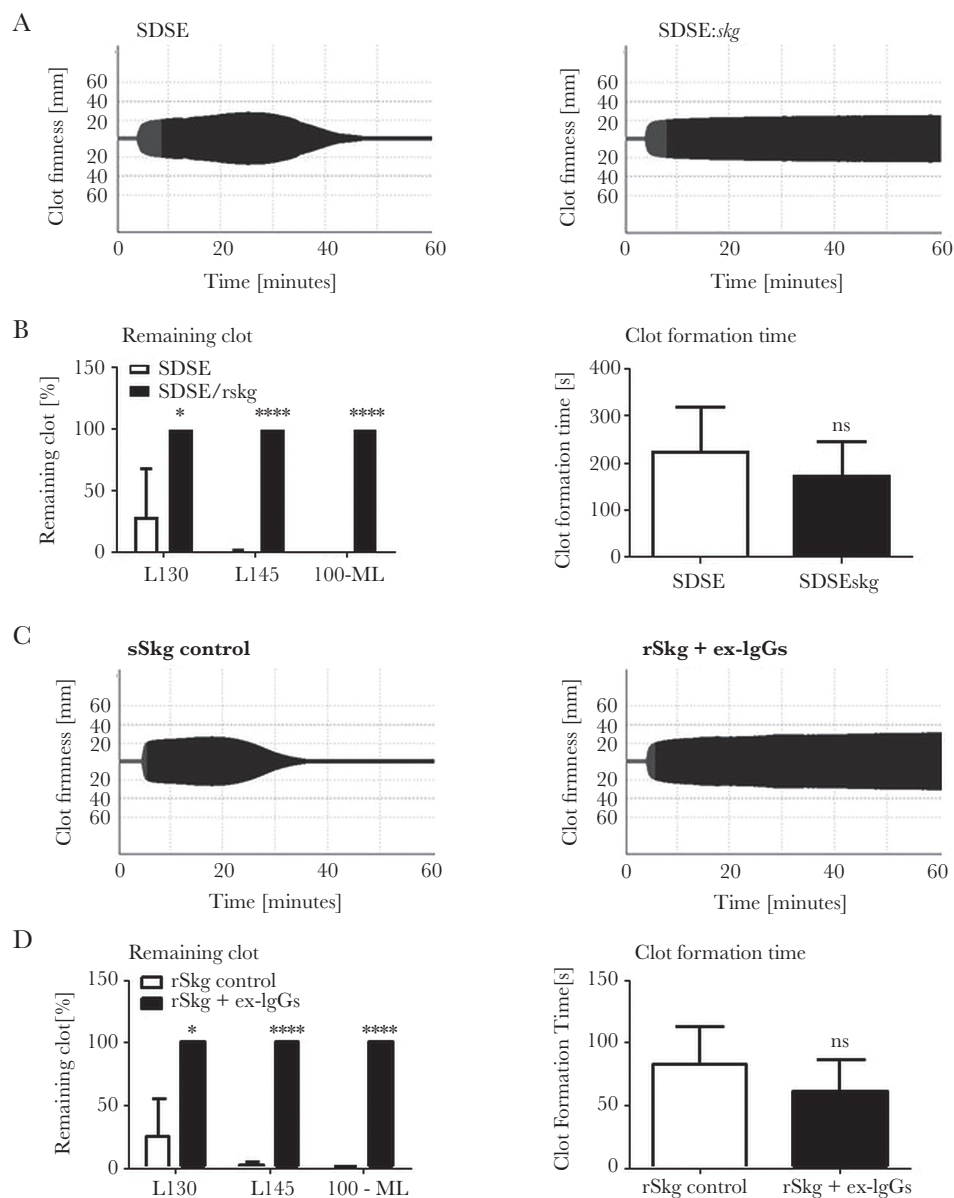 A
SDSE
SDSE:skg
Clot fimness [mm]
60
40
20
20
40
60
0
20
40
60
Time [minutes]
Clot finness [mm]
60
40
20
20
40
60
0
20
40
60
Time [minutes]
B
Remaining clot
Remaining clot [%]
150
100
50
0
SDSE
SDSE/rskg
*
****
****
L130
L145
100-ML
Clot formation time
Clot formation time [s]
400
300
200
100
0
ns
SDSE
SDSEskg
C
sSkg control
rSkg + ex-lgGs
Clot firmness [mm]
60
40
20
20
40
60
0
20
40
60
Time [minutes]
Clot firmness [mm]
60
40
20
20
40
60
0
20
40
60
Time [minutes]
D
Remaining clot
Remaining clot[%]
150
100
50
0
rSkg control
rSkg + ex-lgGs
*
****
****
L130
L145
100 - ML
Clot formation time
Clot Formation Time[s]
150
100
50
0
ns
rSkg control
rSkg + ex-lgGs